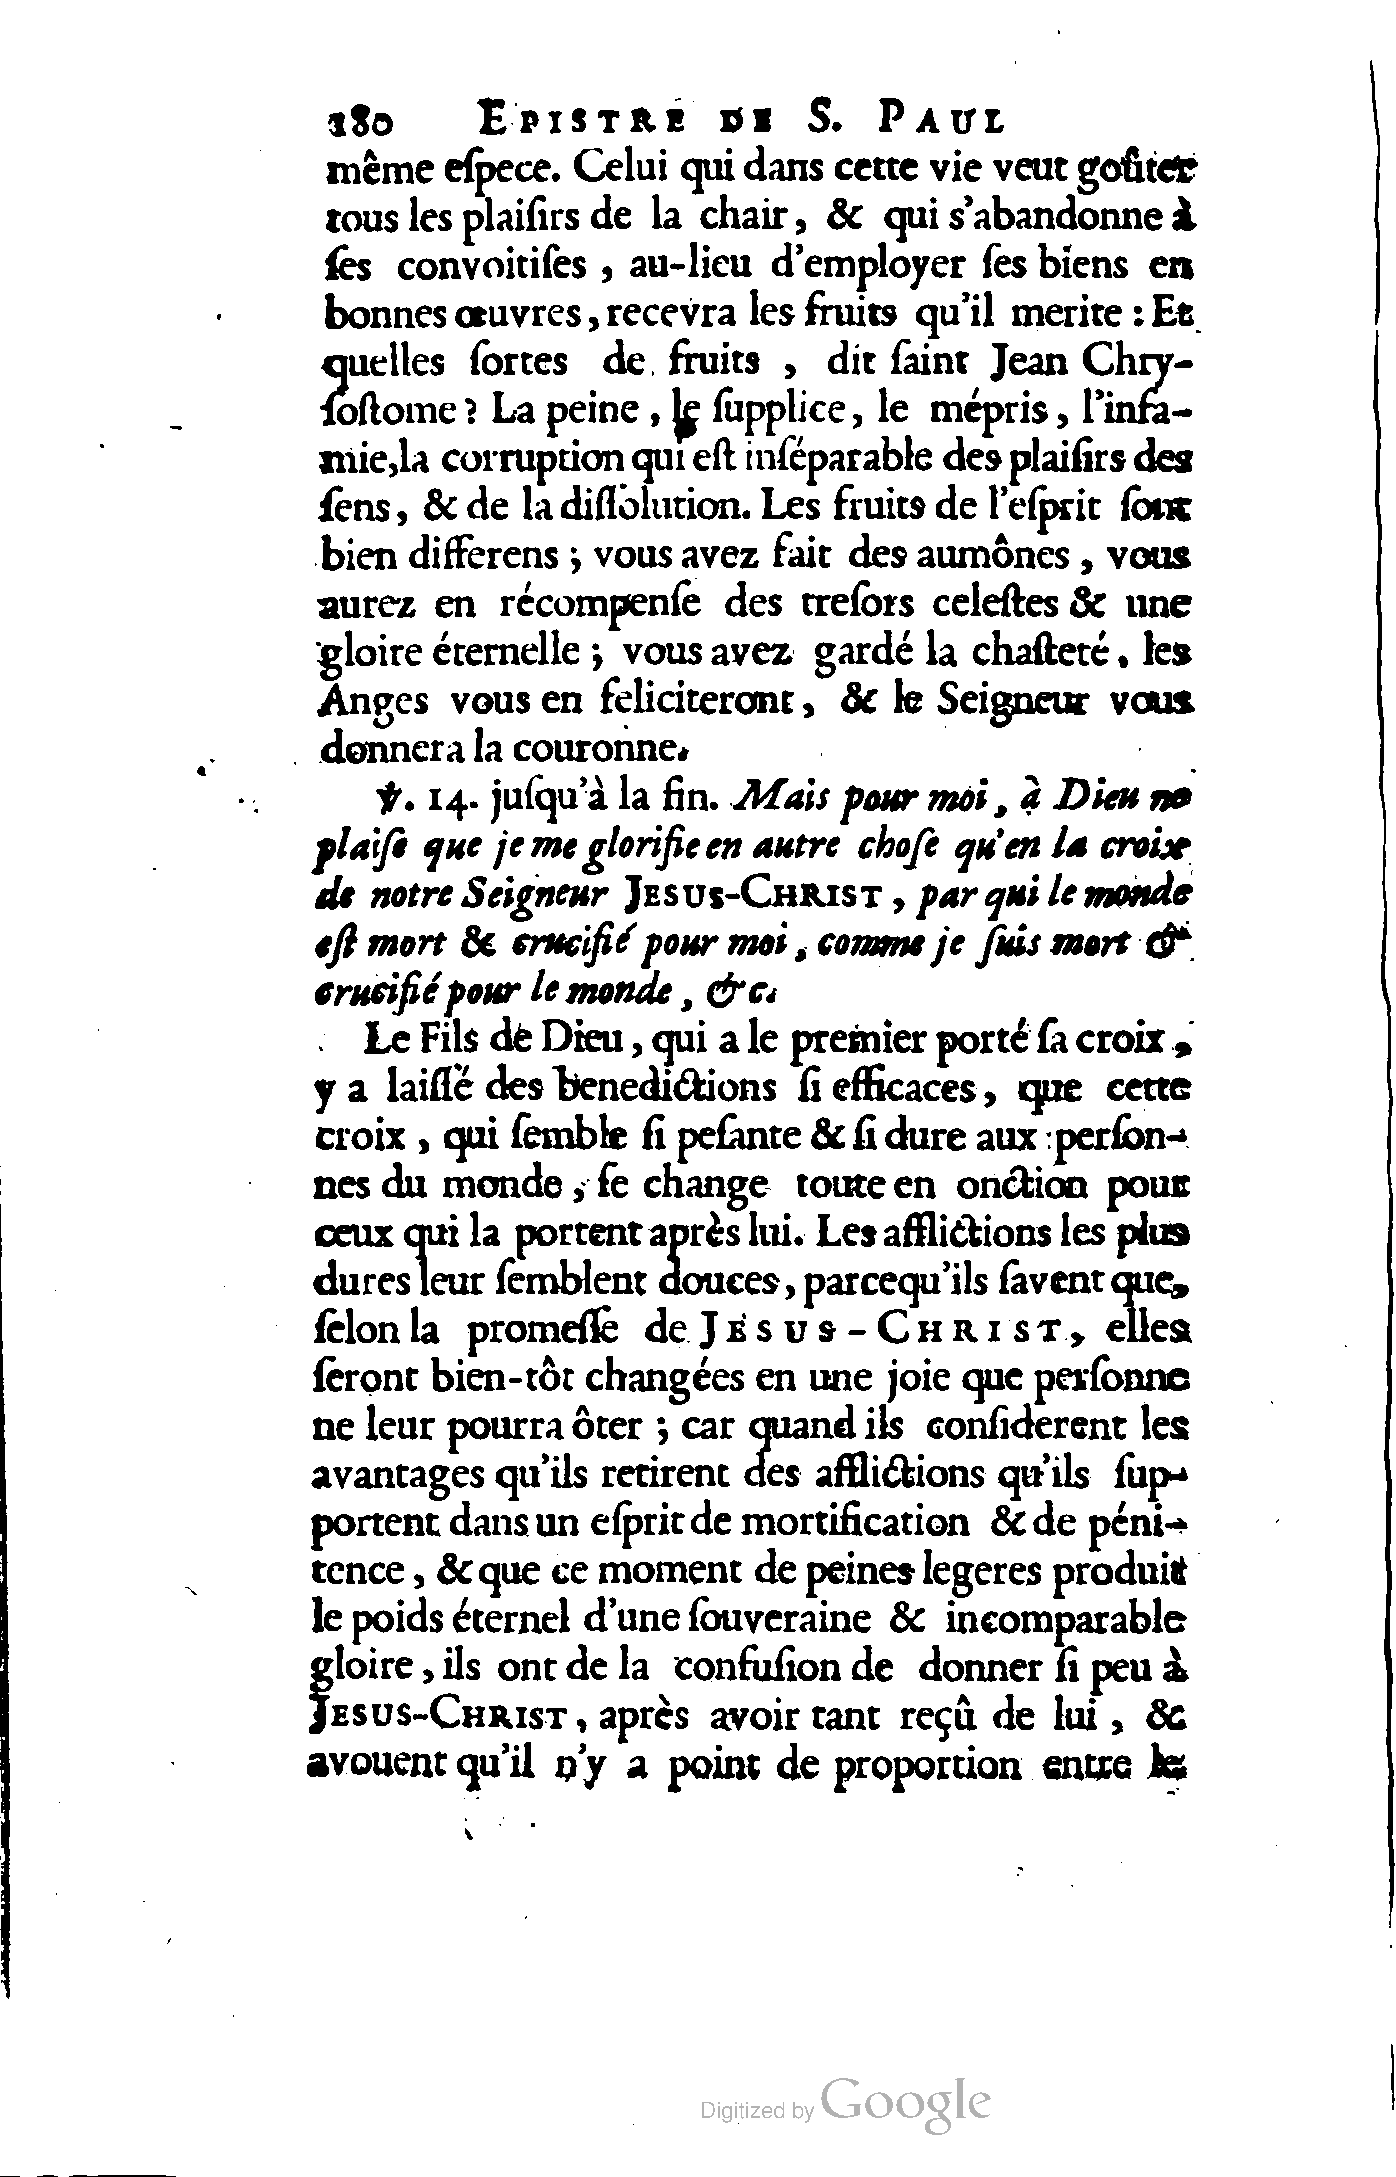 280 EPISTRE DE S. PAUL
même eſpece. Celui qui dans cette vie veut goûter
tous les plaiſirs de la chair, & qui s'abandonne à
ſes convoitiſes, au-lieu d'employer ſes biens en
bonnes œuvres, recevra les fruits qu'il merite : Et
quelles ſortes de fruits, dit ſaint Jean Chry-
ſoſtome? La peine, le ſupplice, le mépris, l'infa-
mie, la corruption qui eſt inſéparable des plaiſirs des
ſens, & de la diſſolution. Les fruits de l'eſprit ſont
bien differens ; vous avez fait des aumônes, vous
aurez en récompenſe des treſors celeſtes & une
gloire éternelle ; vous avez gardé la chaſteté, les
Anges vous en feliciteront, & le Seigneur vous
donnera la couronne.
℣. 14. juſqu'à la fin. Mais pour moi, à Dieu ne
plaiſe que je me glorifie en autre choſe qu'en la croix
de notre Seigneur JESUS-CHRIST, par qui le monde
eſt mort & crucifié pour moi, comme je ſuis mort &
crucifié pour le monde, &c.
Le Fils de Dieu, qui a le premier porté ſa croix,
y a laiſſé des benedictions ſi efficaces, que cette
croix, qui ſemble ſi peſante & ſi dure aux perſon-
nes du monde, ſe change toute en onction pour
ceux qui la portent après lui. Les afflictions les plus
dures leur ſemblent douces, parcequ'ils ſavent que,
ſelon la promeſſe de JESUS-CHRIST, elles
ſeront bien-tôt changées en une joie que perſonne
ne leur pourra ôter ; car quand ils conſiderent les
avantages qu'ils retirent des afflictions qu'ils ſup-
portent dans un eſprit de mortification & de péni-
tence, & que ce moment de peines legeres produit
le poids éternel d'une ſouveraine & incomparable
gloire, ils ont de la confuſion de donner ſi peu à
JESUS-CHRIST, après avoir tant reçû de lui, &
avouent qu'il n'y a point de proportion entre le
Digitized by Google